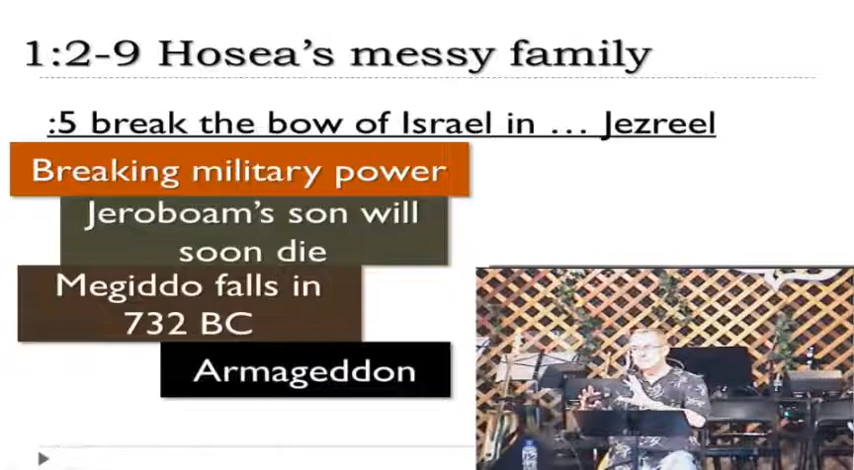 1:2-9 Hosea's messy family
:5 break the bow of Israel in … Jezreel
Breaking military power
Jeroboam's son will
soon die
Megiddo falls in
732 BC
Armageddon